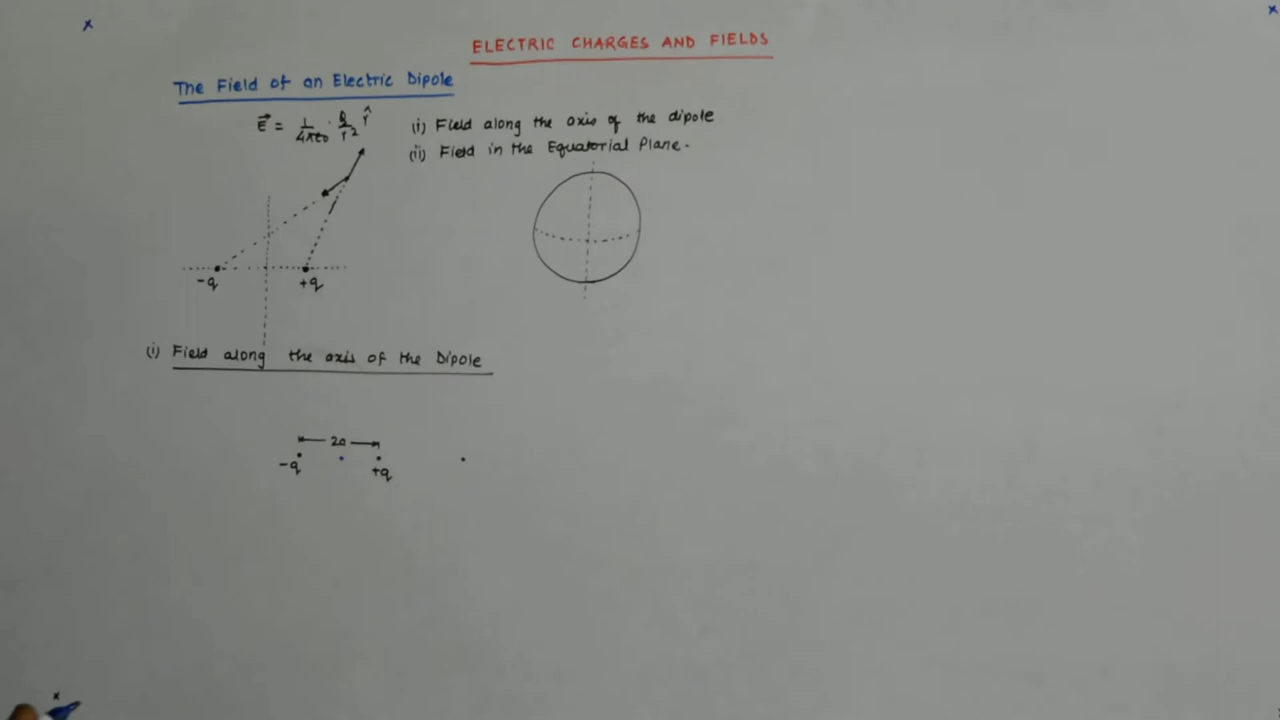 ELECTRIC CHARGES AND FIELDS
The Field of an Electric Dipole
E⃗ = 1/4πε0 · q/r² r̂
(i) Field along the axis of the dipole
(ii) Field in the Equatorial Plane.
-q +q
(i) Field along the axis of the Dipole
2a
-q +q